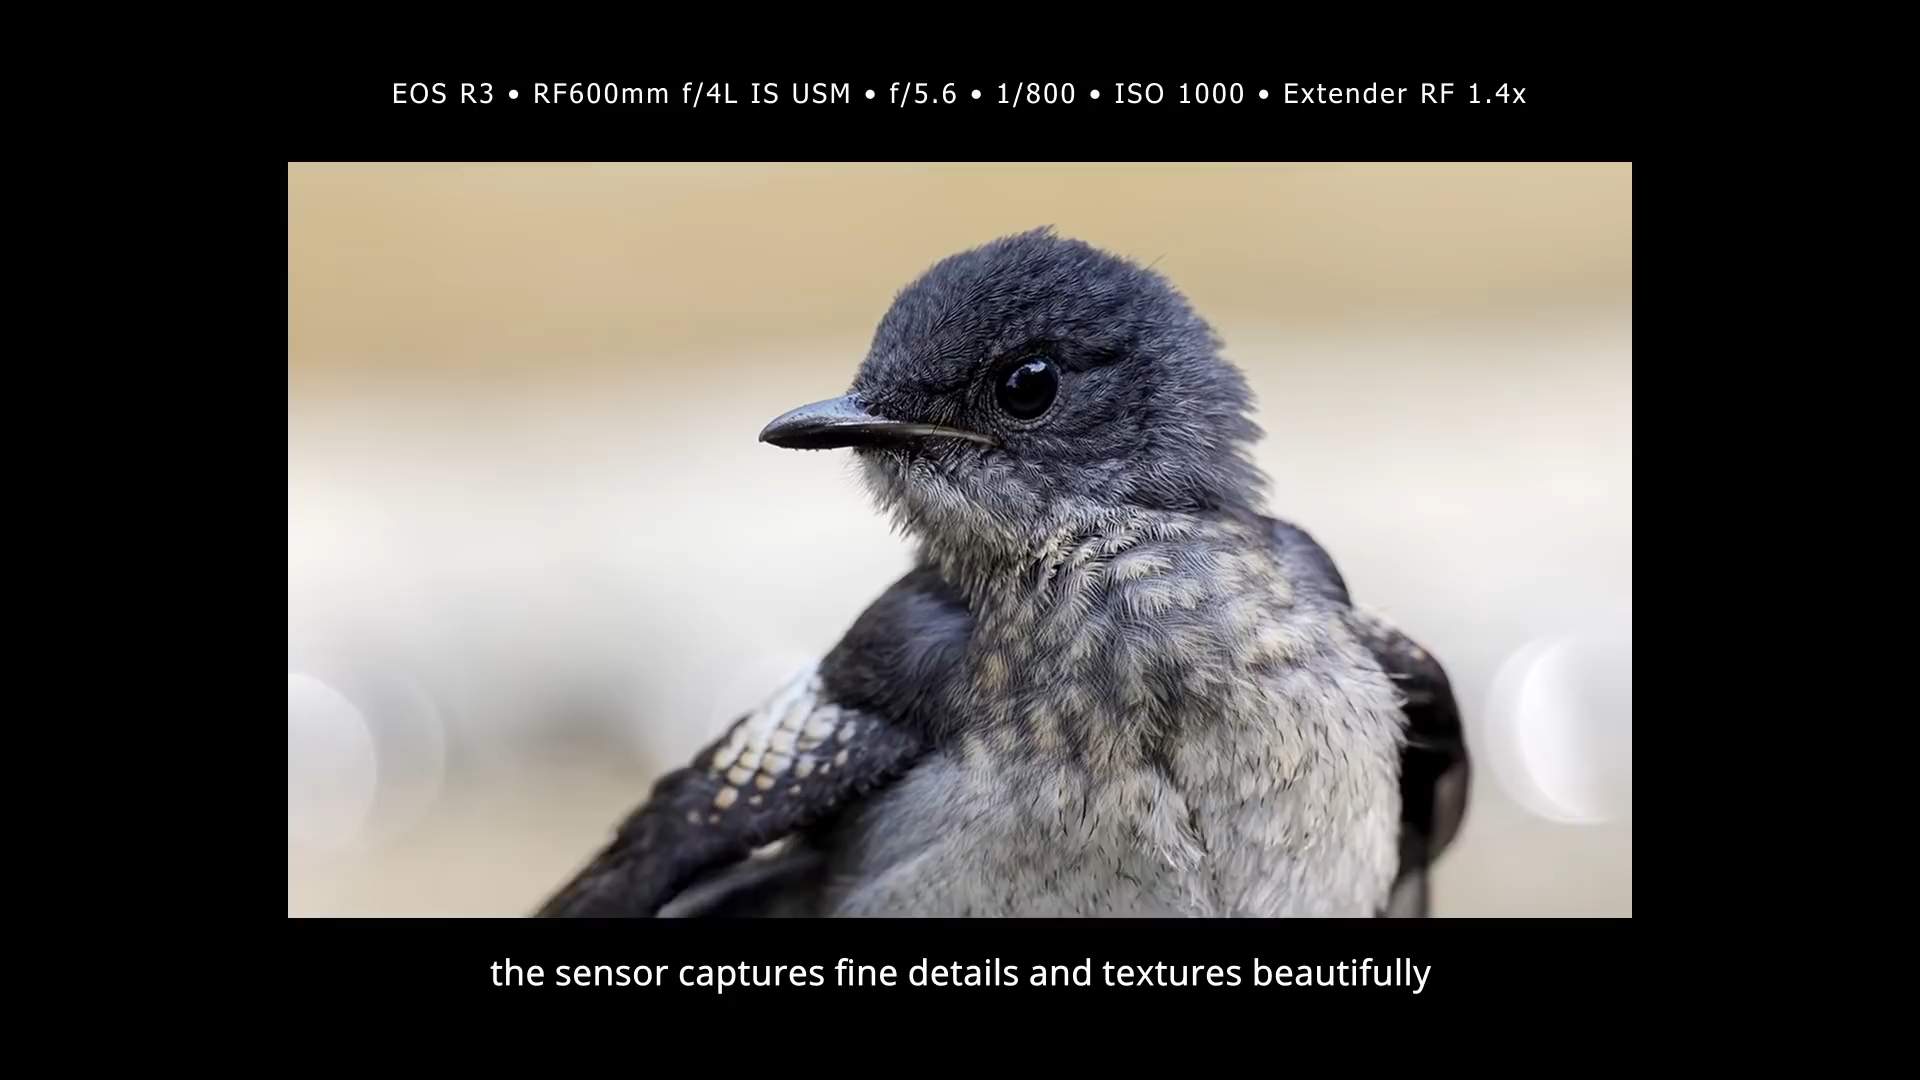 EOS R3 • RF600mm f/4L IS USM • f/5.6 • 1/800 • ISO 1000 • Extender RF 1.4x
the sensor captures fine details and textures beautifully